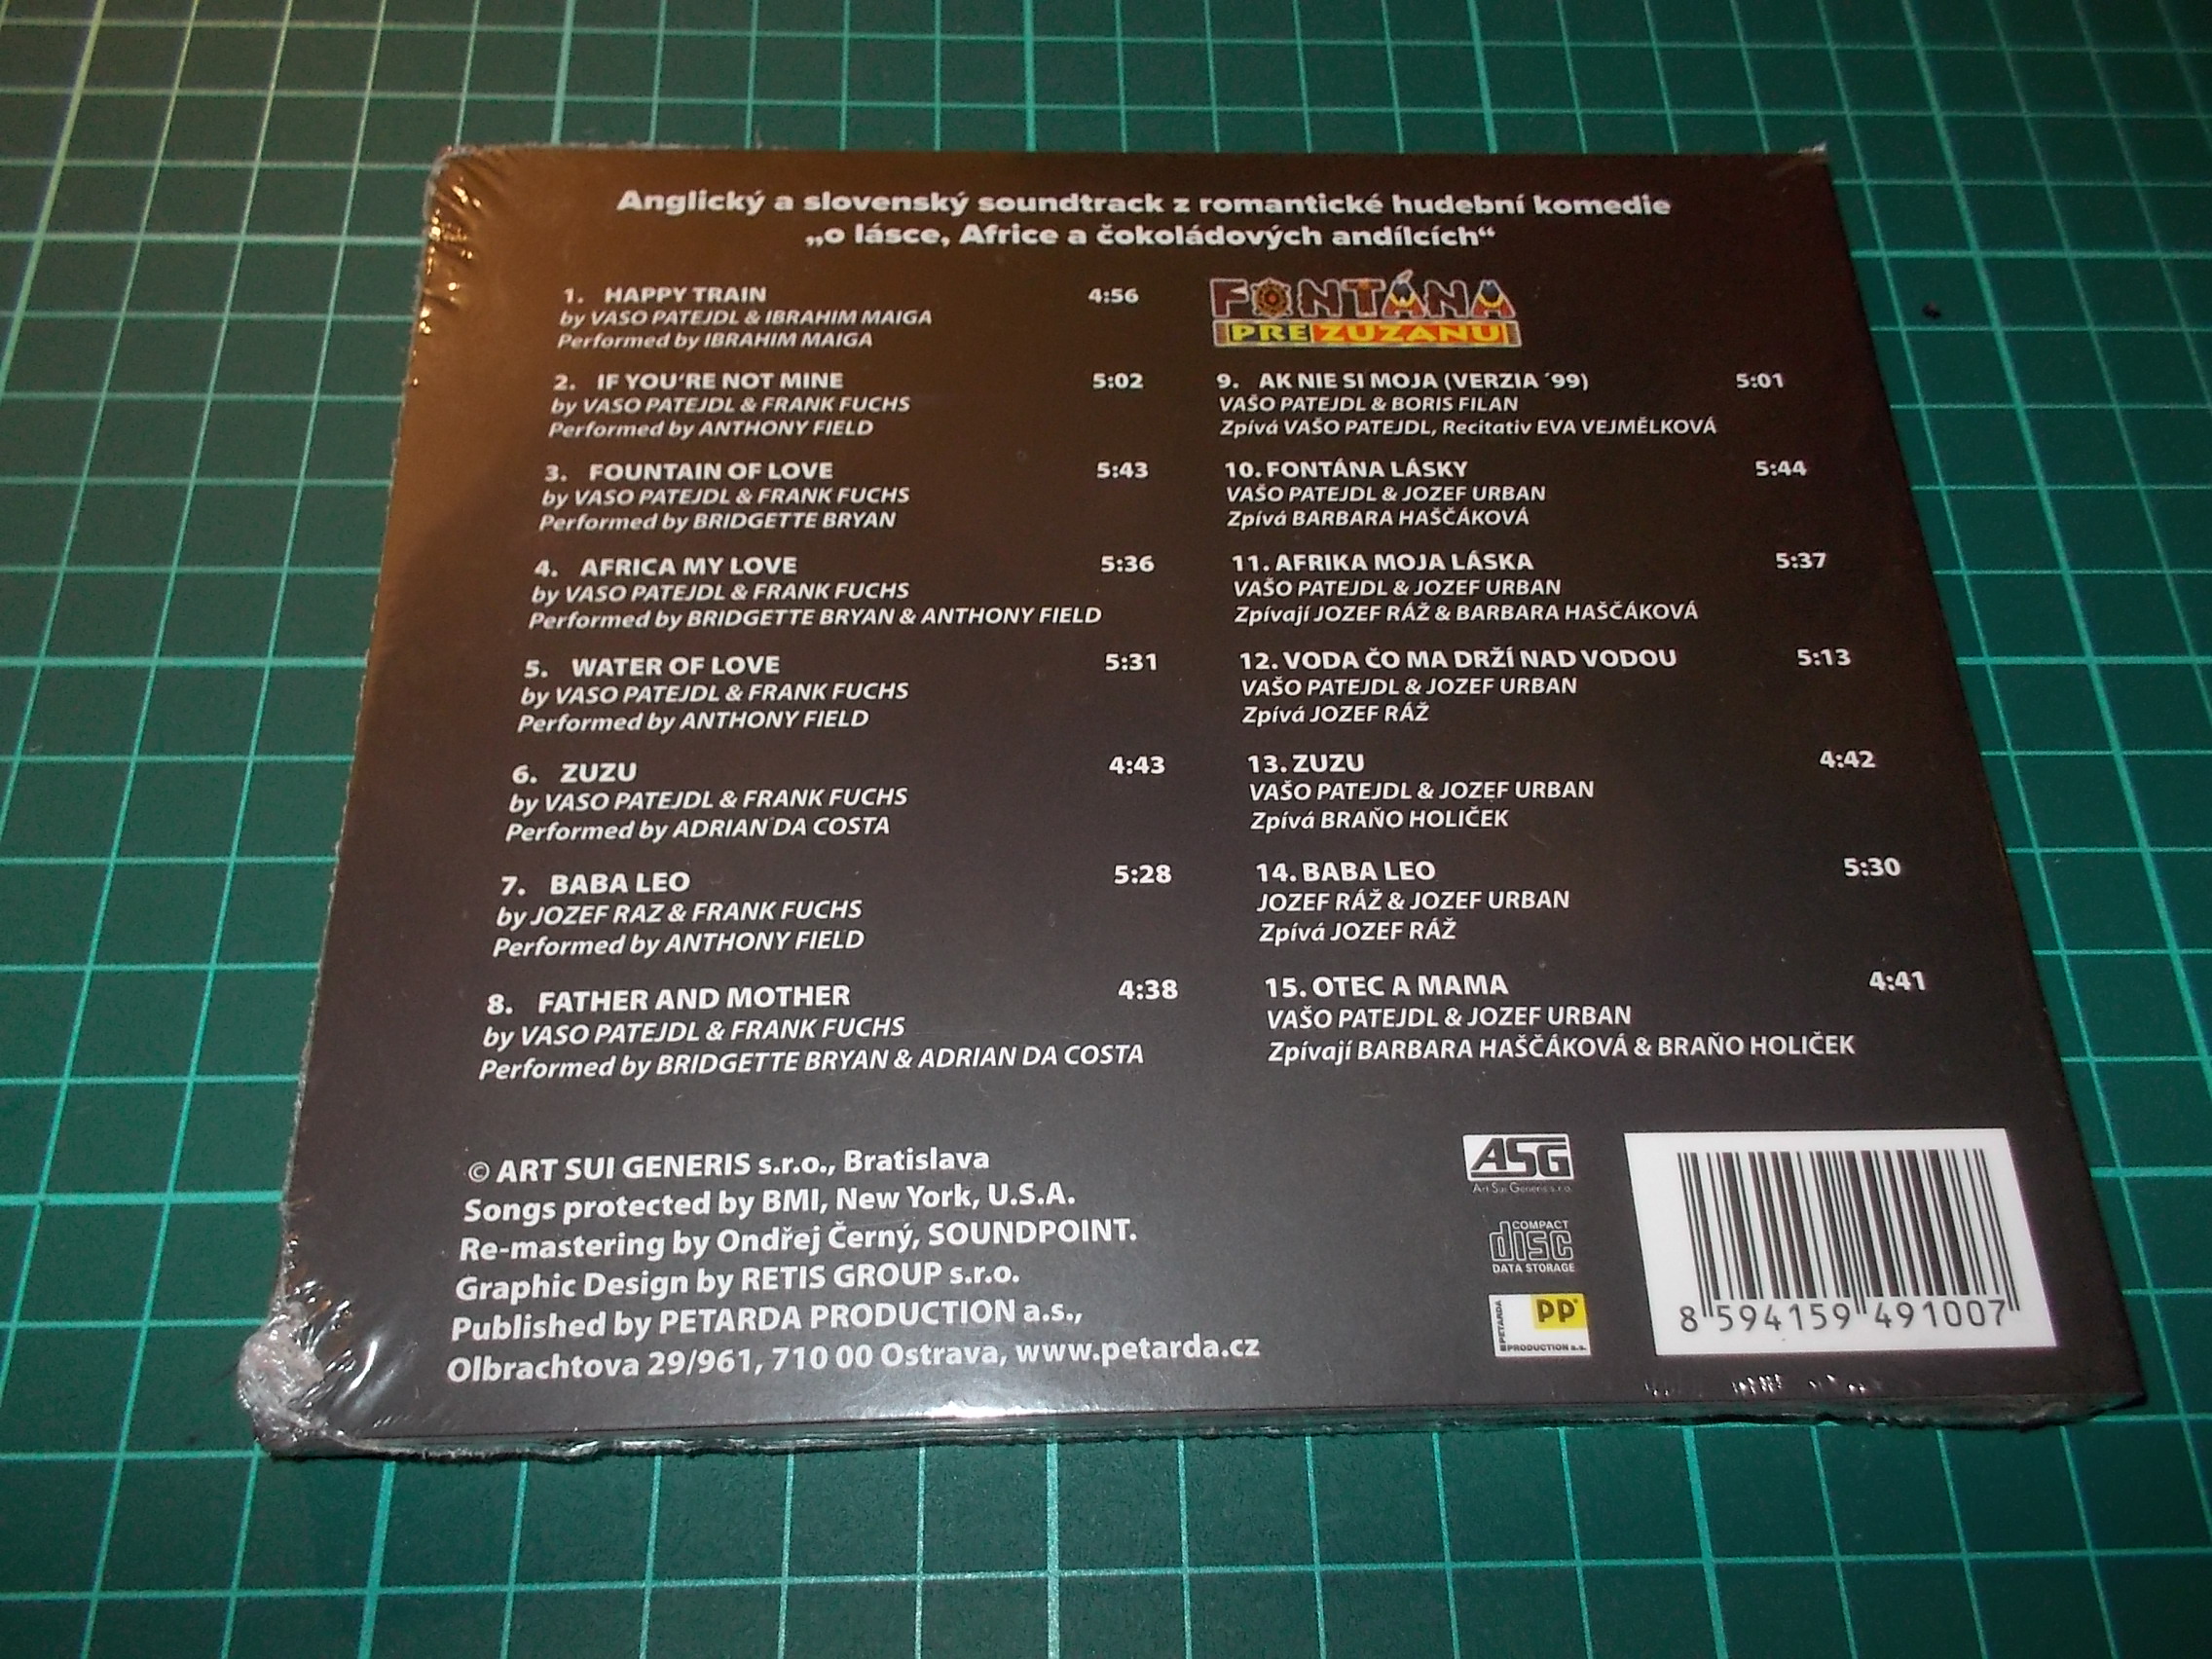 Anglický a slovenský soundtrack z romantické hudební komedie
„o lásce, Africe a čokoládových andílcích“
1. HAPPY TRAIN 4:56
by VASO PATEJDL & IBRAHIM MAIGA
Performed by IBRAHIM MAIGA
2. IF YOU'RE NOT MINE 5:02
by VASO PATEJDL & FRANK FUCHS
Performed by ANTHONY FIELD
3. FOUNTAIN OF LOVE 5:43
by VASO PATEJDL & FRANK FUCHS
Performed by BRIDGETTE BRYAN
4. AFRICA MY LOVE 5:36
by VASO PATEJDL & FRANK FUCHS
Performed by BRIDGETTE BRYAN & ANTHONY FIELD
5. WATER OF LOVE 5:31
by VASO PATEJDL & FRANK FUCHS
Performed by ANTHONY FIELD
6. ZUZU 4:43
by VASO PATEJDL & FRANK FUCHS
Performed by ADRIAN DA COSTA
7. BABA LEO 5:28
by JOZEF RAZ & FRANK FUCHS
Performed by ANTHONY FIELD
8. FATHER AND MOTHER 4:38
by VASO PATEJDL & FRANK FUCHS
Performed by BRIDGETTE BRYAN & ADRIAN DA COSTA
FONTÁNA
PRE ZUZANU
9. AK NIE SI MOJA (VERZIA ´99) 5:01
VAŠO PATEJDL & BORIS FILAN
Zpívá VAŠO PATEJDL, Recitativ EVA VEJMĚLKOVÁ
10. FONTÁNA LÁSKY 5:44
VAŠO PATEJDL & JOZEF URBAN
Zpívá BARBARA HAŠČÁKOVÁ
11. AFRIKA MOJA LÁSKA 5:37
VAŠO PATEJDL & JOZEF URBAN
Zpívají JOZEF RÁŽ & BARBARA HAŠČÁKOVÁ
12. VODA ČO MA DRŽÍ NAD VODOU 5:13
VAŠO PATEJDL & JOZEF URBAN
Zpívá JOZEF RÁŽ
13. ZUZU 4:42
VAŠO PATEJDL & JOZEF URBAN
Zpívá BRAŇO HOLIČEK
14. BABA LEO 5:30
JOZEF RÁŽ & JOZEF URBAN
Zpívá JOZEF RÁŽ
15. OTEC A MAMA 4:41
VAŠO PATEJDL & JOZEF URBAN
Zpívají BARBARA HAŠČÁKOVÁ & BRAŇO HOLIČEK
© ART SUI GENERIS s.r.o., Bratislava
Songs protected by BMI, New York, U.S.A.
Re-mastering by Ondřej Černý, SOUNDPOINT.
Graphic Design by RETIS GROUP s.r.o.
Published by PETARDA PRODUCTION a.s.,
Olbrachtova 29/961, 710 00 Ostrava, www.petarda.cz
ASG
Art Sui Generis s.r.o.
COMPACT
disc
DATA STORAGE
PP
PETARDA
PRODUCTION a.s.
8 594159 491007